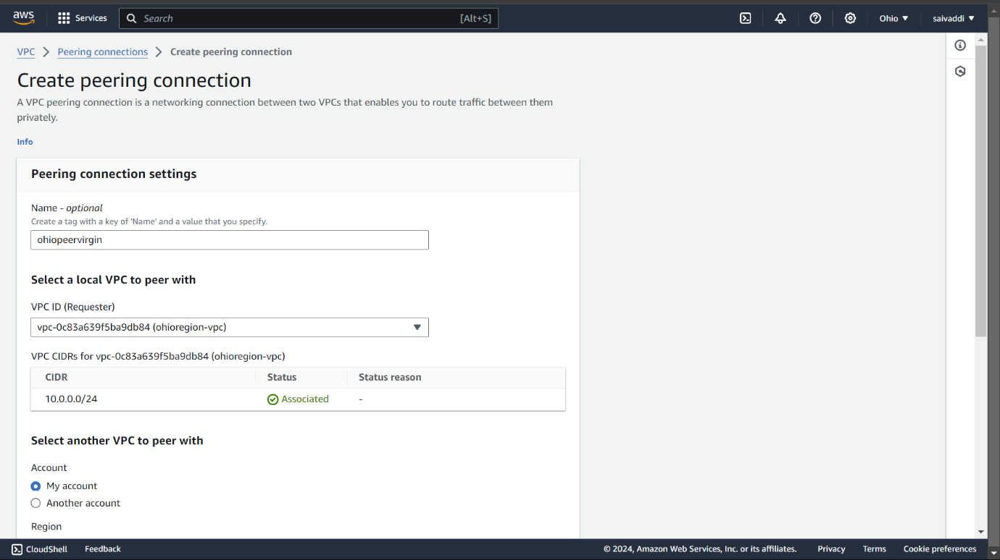 aws
Services
Search
[Alt+S]
Ohio
saivaddi
VPC
Peering connections
Create peering connection
Create peering connection
A VPC peering connection is a networking connection between two VPCs that enables you to route traffic between them
privately.
Info
Peering connection settings
Name - optional
Create a tag with a key of 'Name' and a value that you specify.
ohiopeervirgin
Select a local VPC to peer with
VPC ID (Requester)
vpc-0c83a639f5ba9db84 (ohioregion-vpc)
VPC CIDRs for vpc-0c83a639f5ba9db84 (ohioregion-vpc)
CIDR Status Status reason
10.0.0.0/24 Associated -
Select another VPC to peer with
Account
My account
Another account
Region
CloudShell
Feedback
© 2024, Amazon Web Services, Inc. or its affiliates.
Privacy
Terms
Cookie preferences